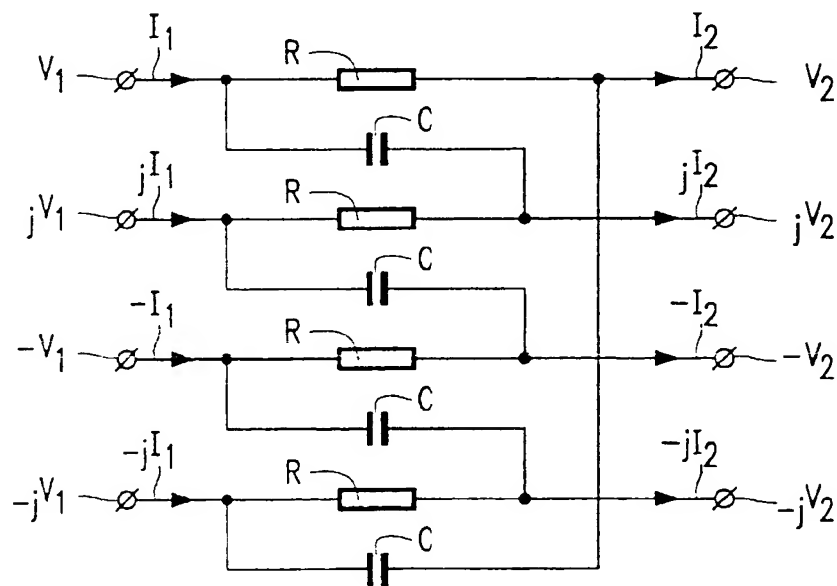 I1 R I2
V1 V2
C
jI1 R jI2
jV1 jV2
C
-I1 R -I2
-V1 -V2
C
-jI1 R -jI2
-jV1 -jV2
C